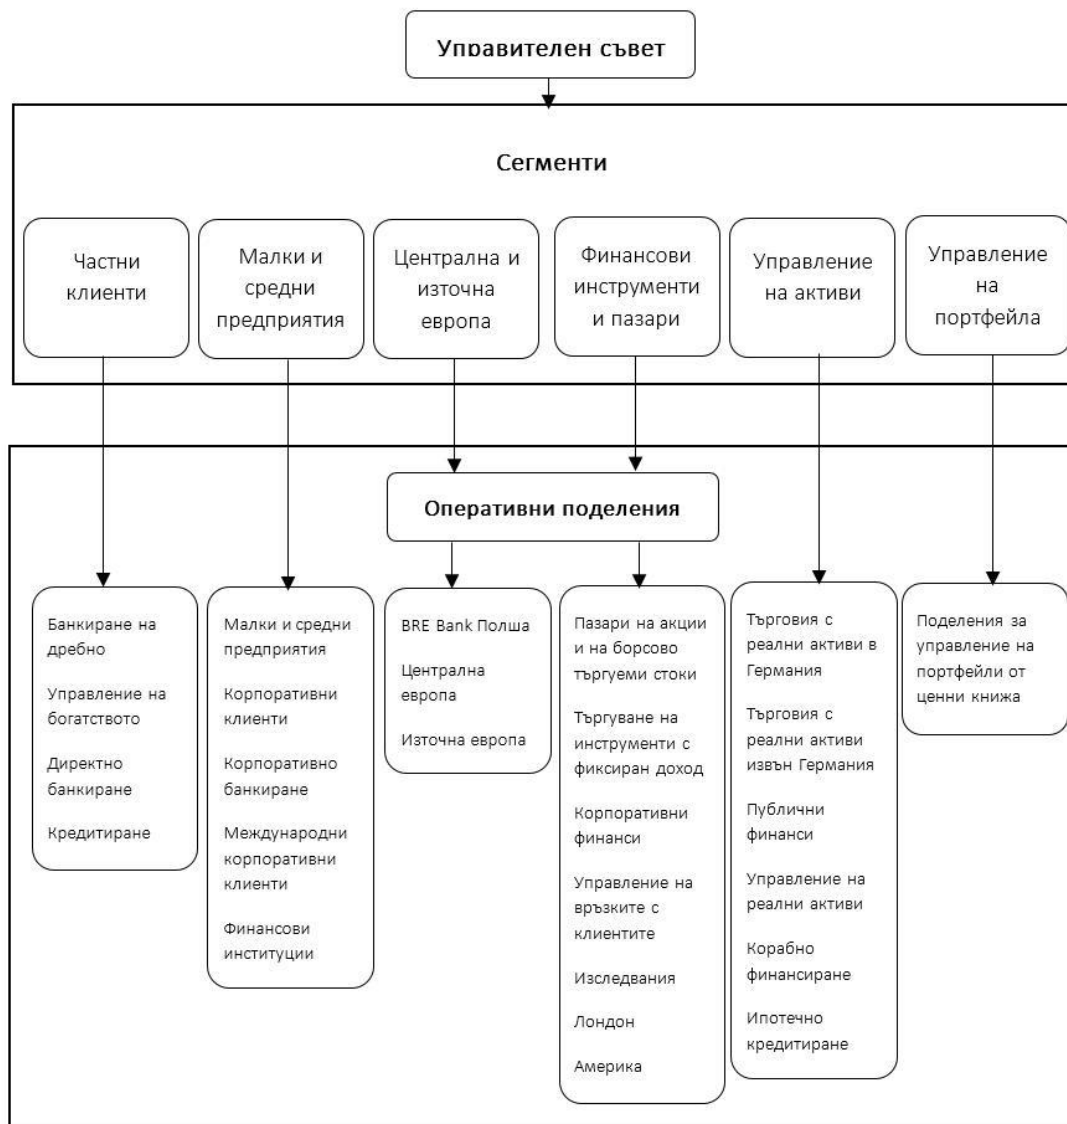 Управителен съвет
Сегменти
Частни
клиенти
Малки и
средни
предприятия
Централна и
източна
европа
Финансови
инструменти
и пазари
Управление
на активи
Управление
на
портфейла
Оперативни поделения
Банкиране на
дребно
Управление на
богатството
Директно
банкиране
Кредитиране
Малки и средни
предприятия
Корпоративни
клиенти
Корпоративно
банкиране
Международни
корпоративни
клиенти
Финансови
институции
BRE Bank Полша
Централна
европа
Източна европа
Пазари на акции
и на борсово
търгуеми стоки
Търгуване на
инструменти с
фиксиран доход
Корпоративни
финанси
Управление на
връзките с
клиентите
Изследвания
Лондон
Америка
Търговия с
реални активи в
Германия
Търговия с
реални активи
извън Германия
Публични
финанси
Управление на
реални активи
Корабно
финансиране
Ипотечно
кредитиране
Поделения за
управление на
портфейли от
ценни книжа